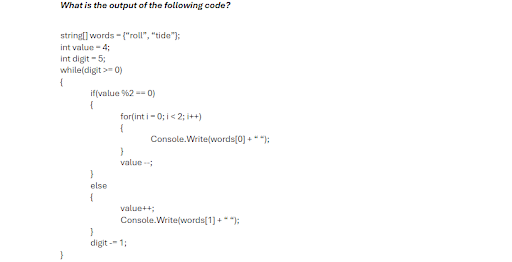 What is the output of the following code?
string[] words = {"roll", "tide"};
int value = 4;
int digit = 5;
while(digit >= 0)
{
if(value %2 == 0)
{
for(int i = 0; i < 2; i++)
{
Console.Write(words[0] + " ");
}
value --;
}
else
{
value++;
Console.Write(words[1] + " ");
}
digit -= 1;
}